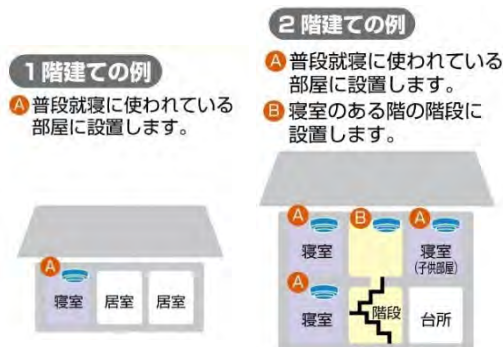 1階建ての例
A 普段就寝に使われている
部屋に設置します。
A
寝室 居室 居室
2階建ての例
A 普段就寝に使われている
部屋に設置します。
B 寝室のある階の階段に
設置します。
A B A
寝室 寝室
(子供部屋)
A
寝室 階段 台所